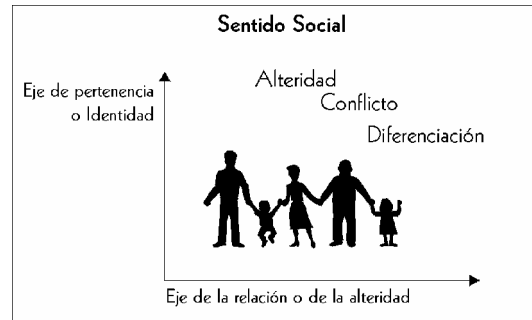 Sentido Social
Eje de pertenencia
o Identidad
Alteridad
Conflicto
Diferenciación
Eje de la relación o de la alteridad